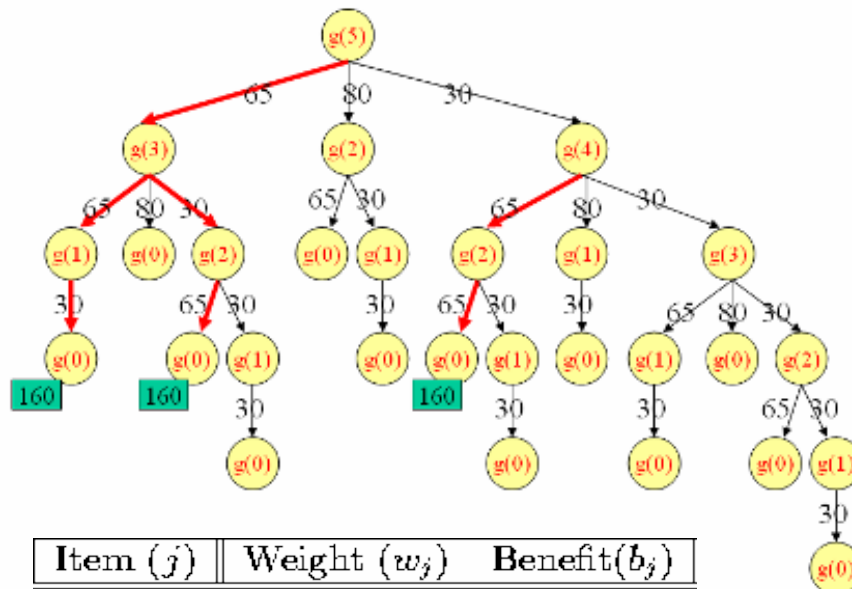 g(5)
65 80 30
g(3) g(2) g(4)
65 80 30 65 30 65 80 30
g(1) g(0) g(2) g(0) g(1) g(2) g(1) g(3)
30 65 30 30 65 30 30 65 80 30
g(0) g(0) g(1) g(0) g(0) g(1) g(0) g(1) g(0) g(2)
160 160 160
30 30 30 65 30
g(0) g(0) g(0) g(0) g(1)
30
g(0)
Item (j) Weight (wj) Benefit(bj)